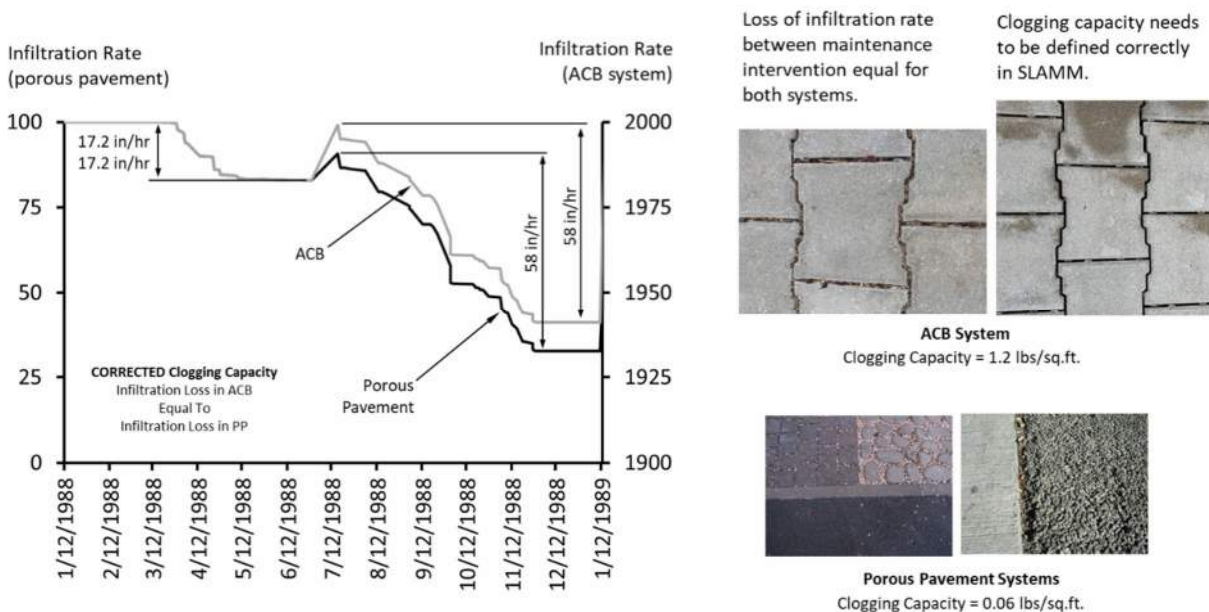 Infiltration Rate
(porous pavement)
Infiltration Rate
(ACB system)
100
75
50
25
0
2000
1975
1950
1925
1900
17.2 in/hr
17.2 in/hr
58 in/hr
58 in/hr
ACB
Porous
Pavement
CORRECTED Clogging Capacity
Infiltration Loss in ACB
Equal To
Infiltration Loss in PP
1/12/1988
2/12/1988
3/12/1988
4/12/1988
5/12/1988
6/12/1988
7/12/1988
8/12/1988
9/12/1988
10/12/1988
11/12/1988
12/12/1988
1/12/1989
Loss of infiltration rate
between maintenance
intervention equal for
both systems.
Clogging capacity needs
to be defined correctly
in SLAMM.
ACB System
Clogging Capacity = 1.2 lbs/sq.ft.
Porous Pavement Systems
Clogging Capacity = 0.06 lbs/sq.ft.